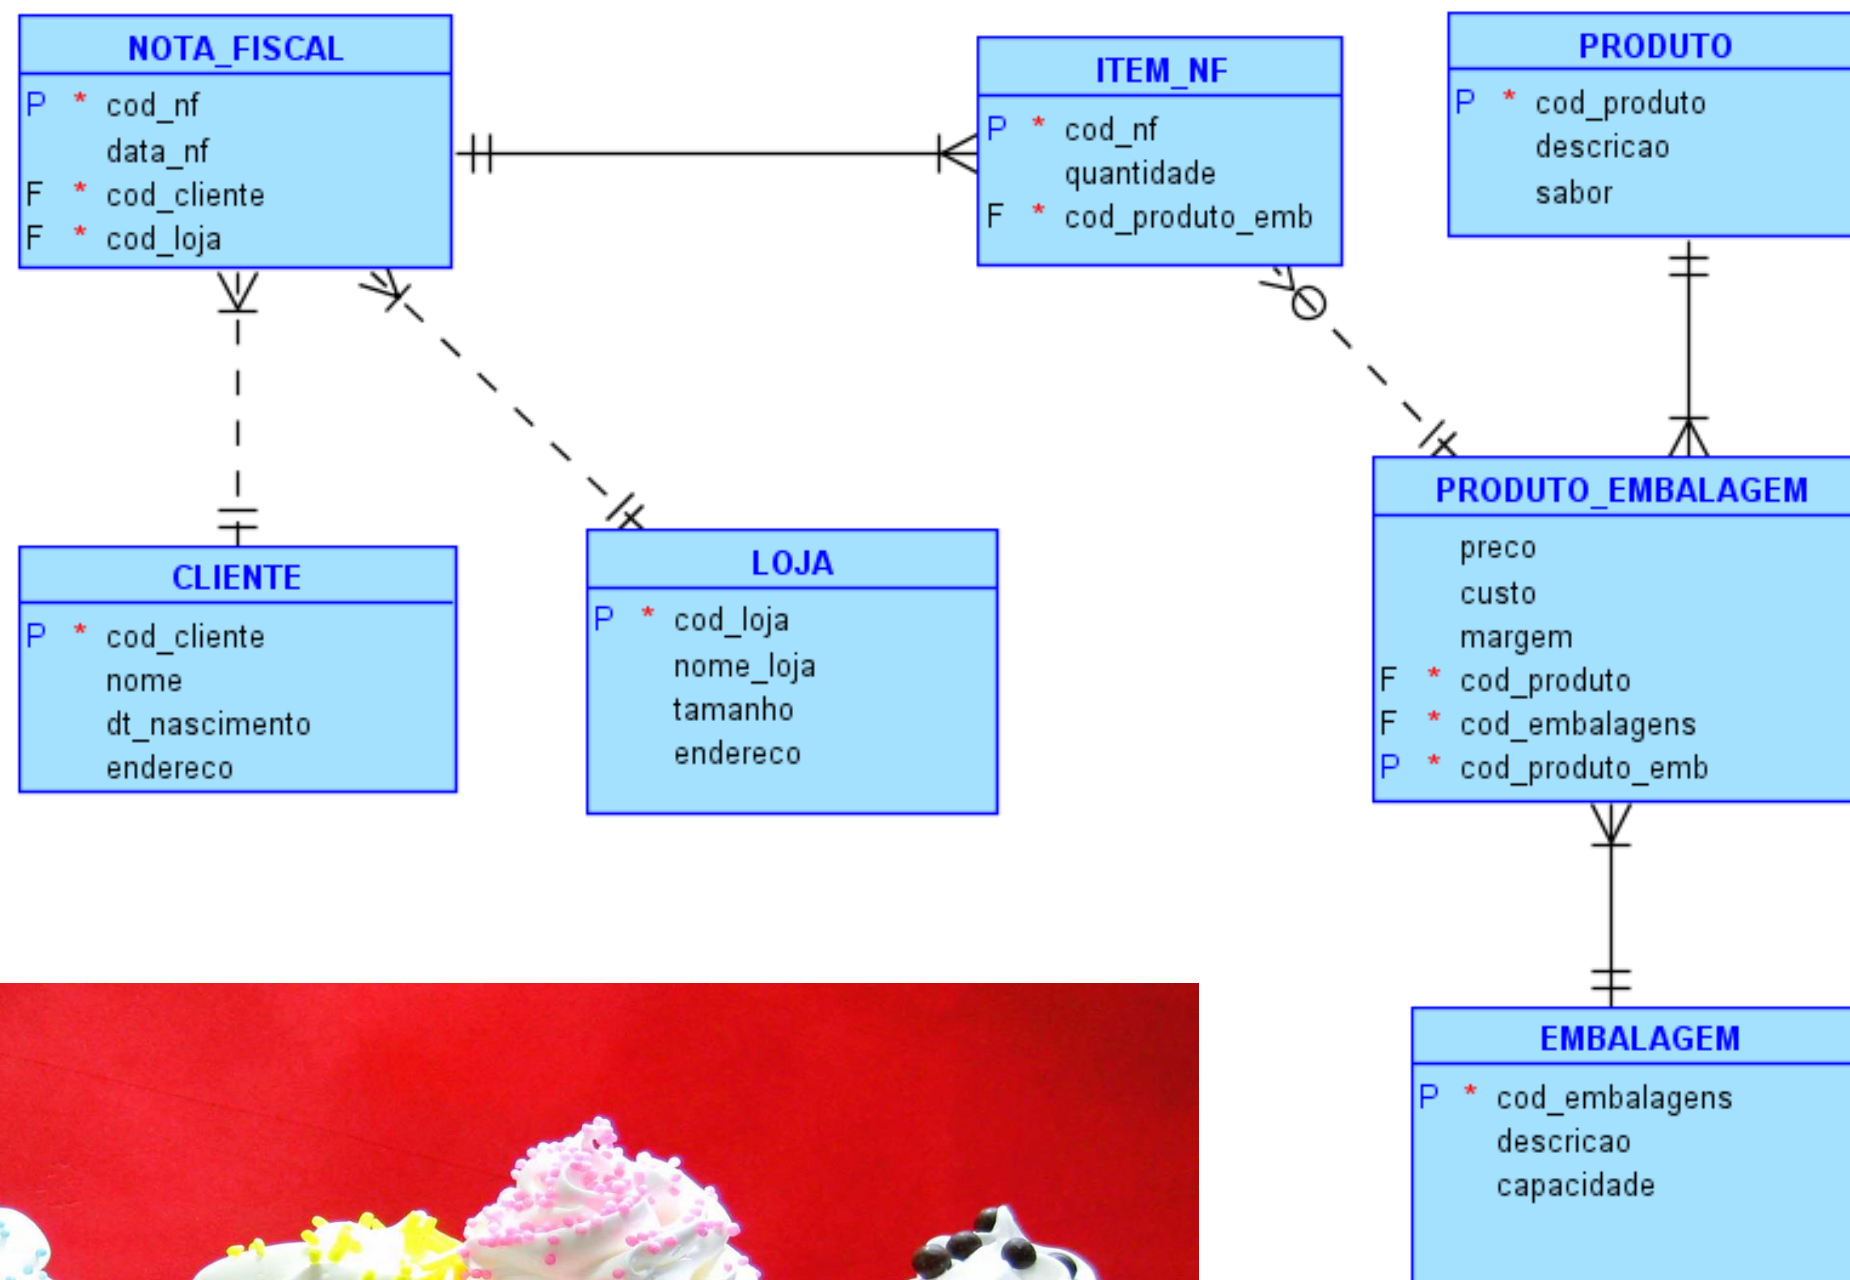 NOTA_FISCAL
P * cod_nf
data_nf
F * cod_cliente
F * cod_loja
ITEM_NF
P * cod_nf
quantidade
F * cod_produto_emb
PRODUTO
P * cod_produto
descricao
sabor
CLIENTE
P * cod_cliente
nome
dt_nascimento
endereco
LOJA
P * cod_loja
nome_loja
tamanho
endereco
PRODUTO_EMBALAGEM
preco
custo
margem
F * cod_produto
F * cod_embalagens
P * cod_produto_emb
EMBALAGEM
P * cod_embalagens
descricao
capacidade